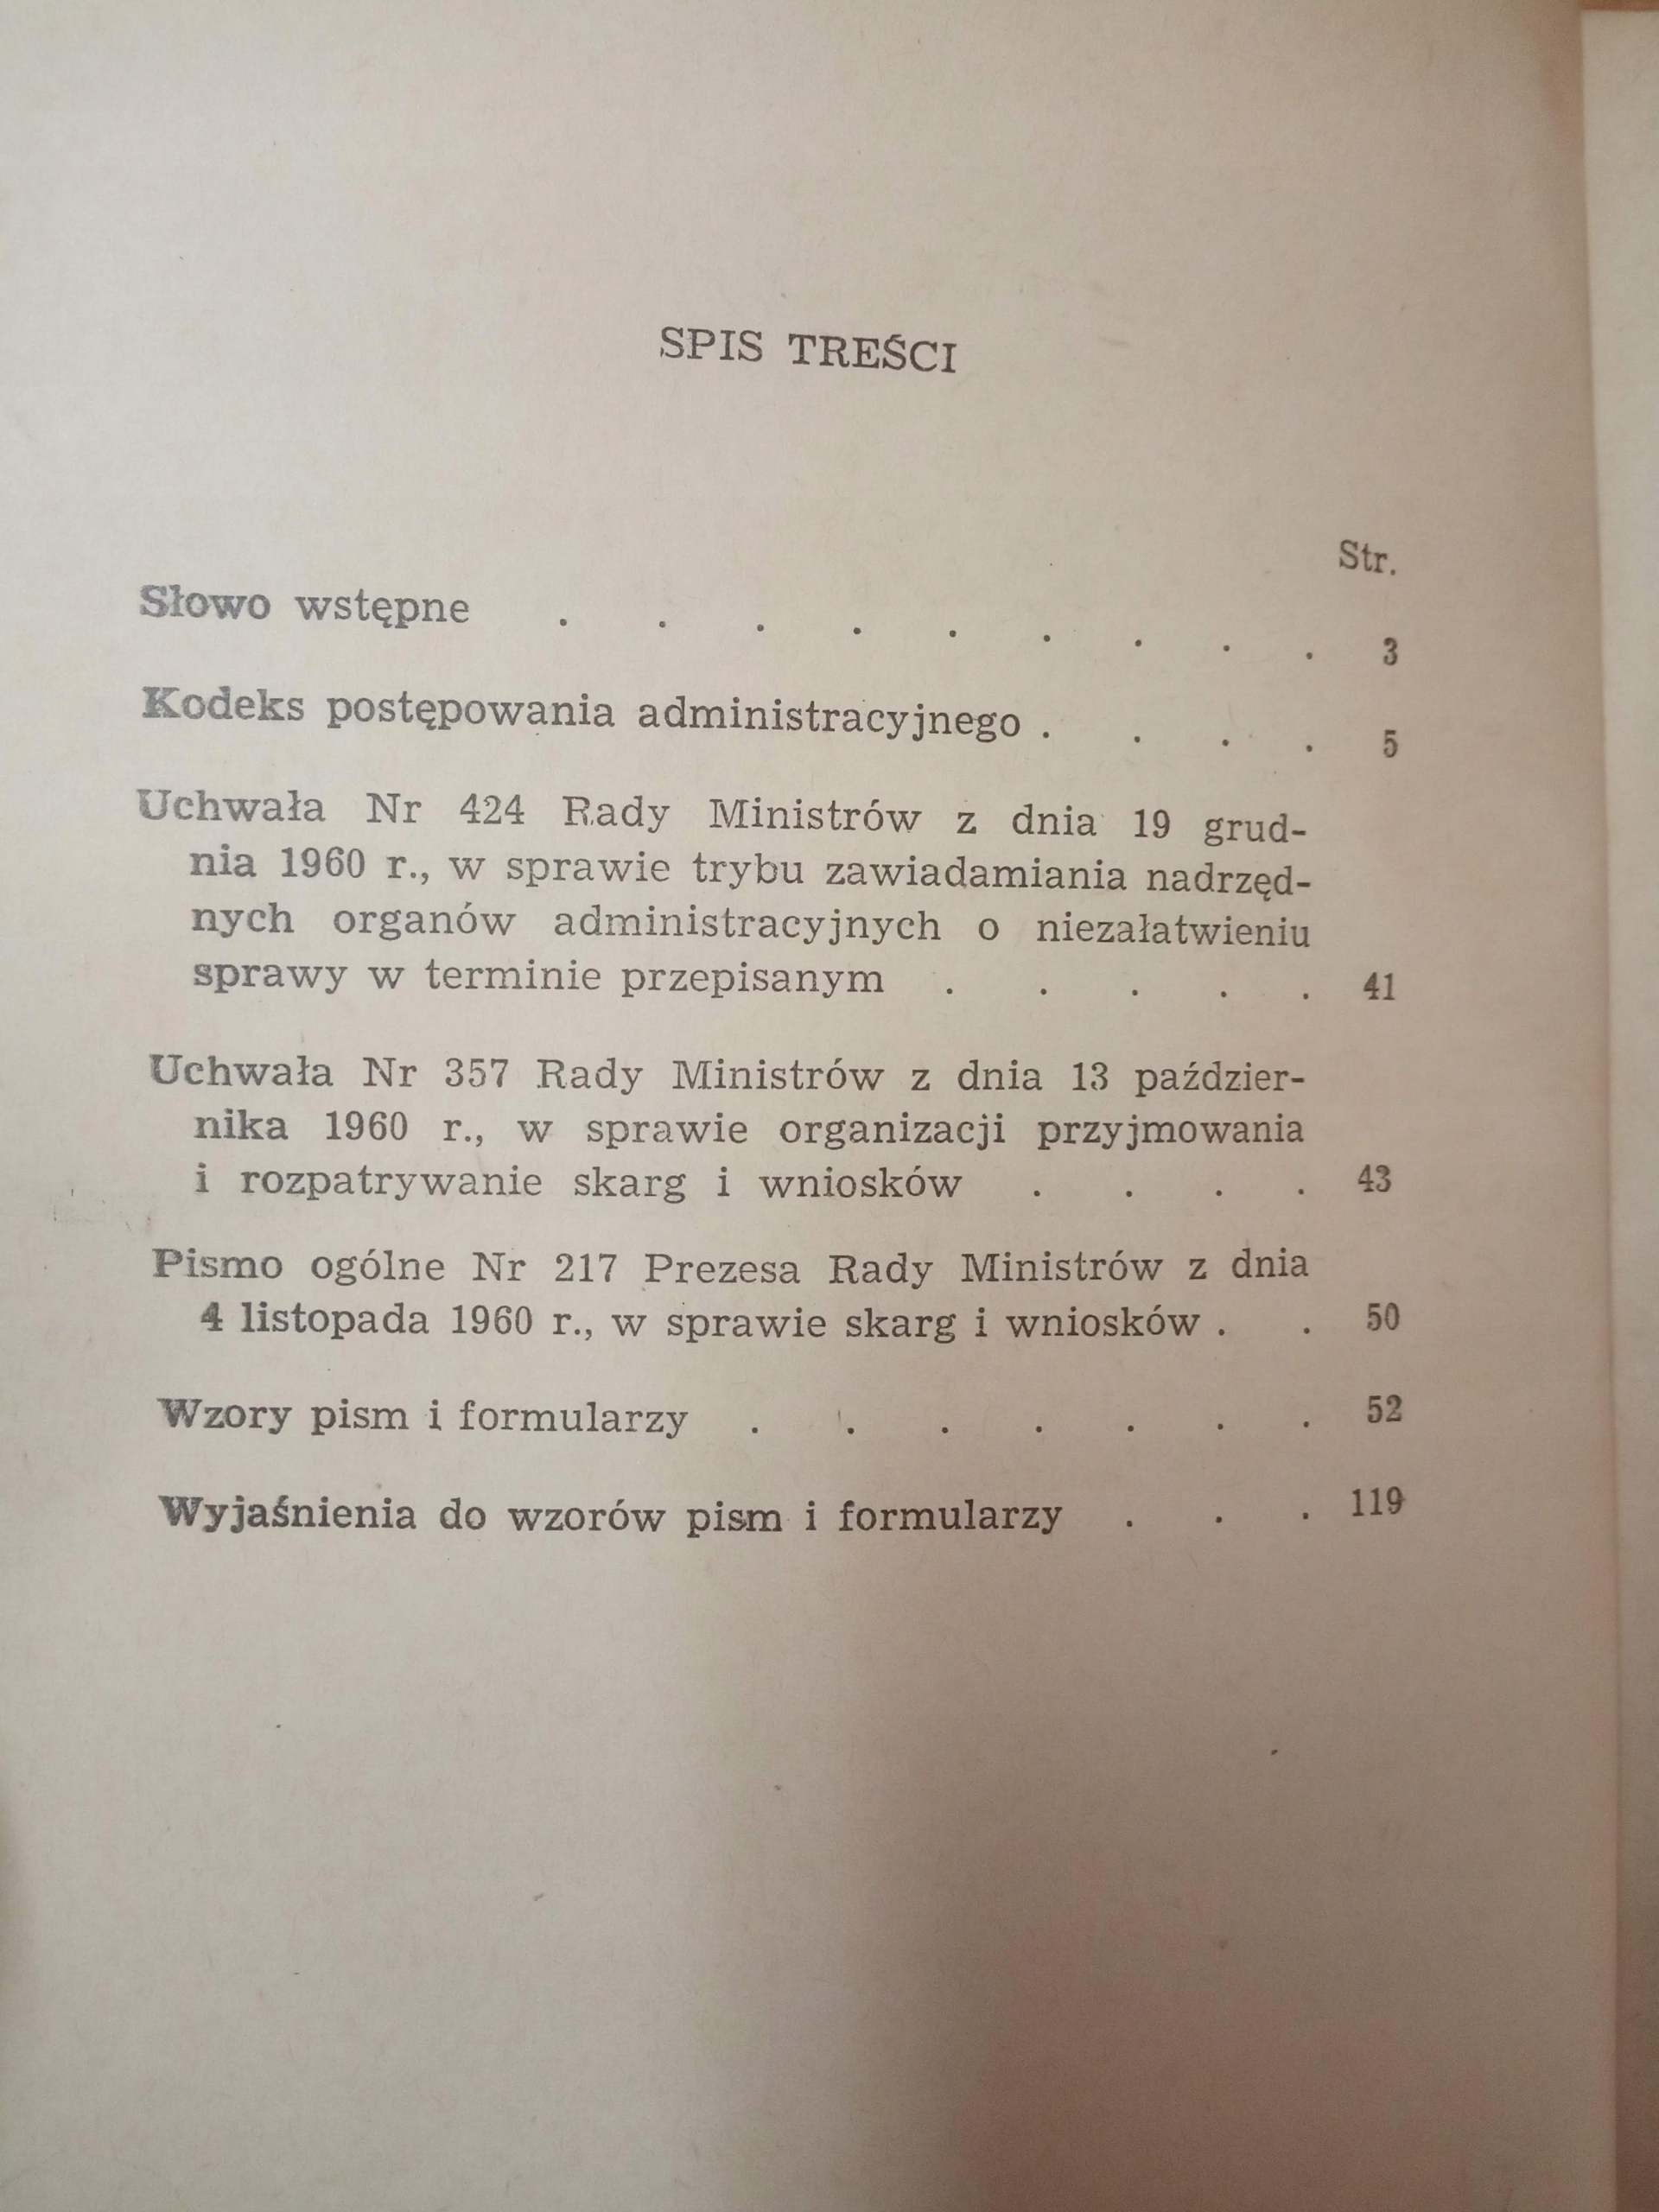 SPIS TREŚCI
Str.
Słowo wstępne . . . . . . . . . 3
Kodeks postępowania administracyjnego . . . . 5
Uchwała Nr 424 Rady Ministrów z dnia 19 grud-
nia 1960 r., w sprawie trybu zawiadamiania nadrzęd-
nych organów administracyjnych o niezałatwieniu
sprawy w terminie przepisanym . . . . . 41
Uchwała Nr 357 Rady Ministrów z dnia 13 paździer-
nika 1960 r., w sprawie organizacji przyjmowania
i rozpatrywanie skarg i wniosków . . . . 43
Pismo ogólne Nr 217 Prezesa Rady Ministrów z dnia
4 listopada 1960 r., w sprawie skarg i wniosków . . 50
Wzory pism i formularzy . . . . . . . 52
Wyjaśnienia do wzorów pism i formularzy . . . 119